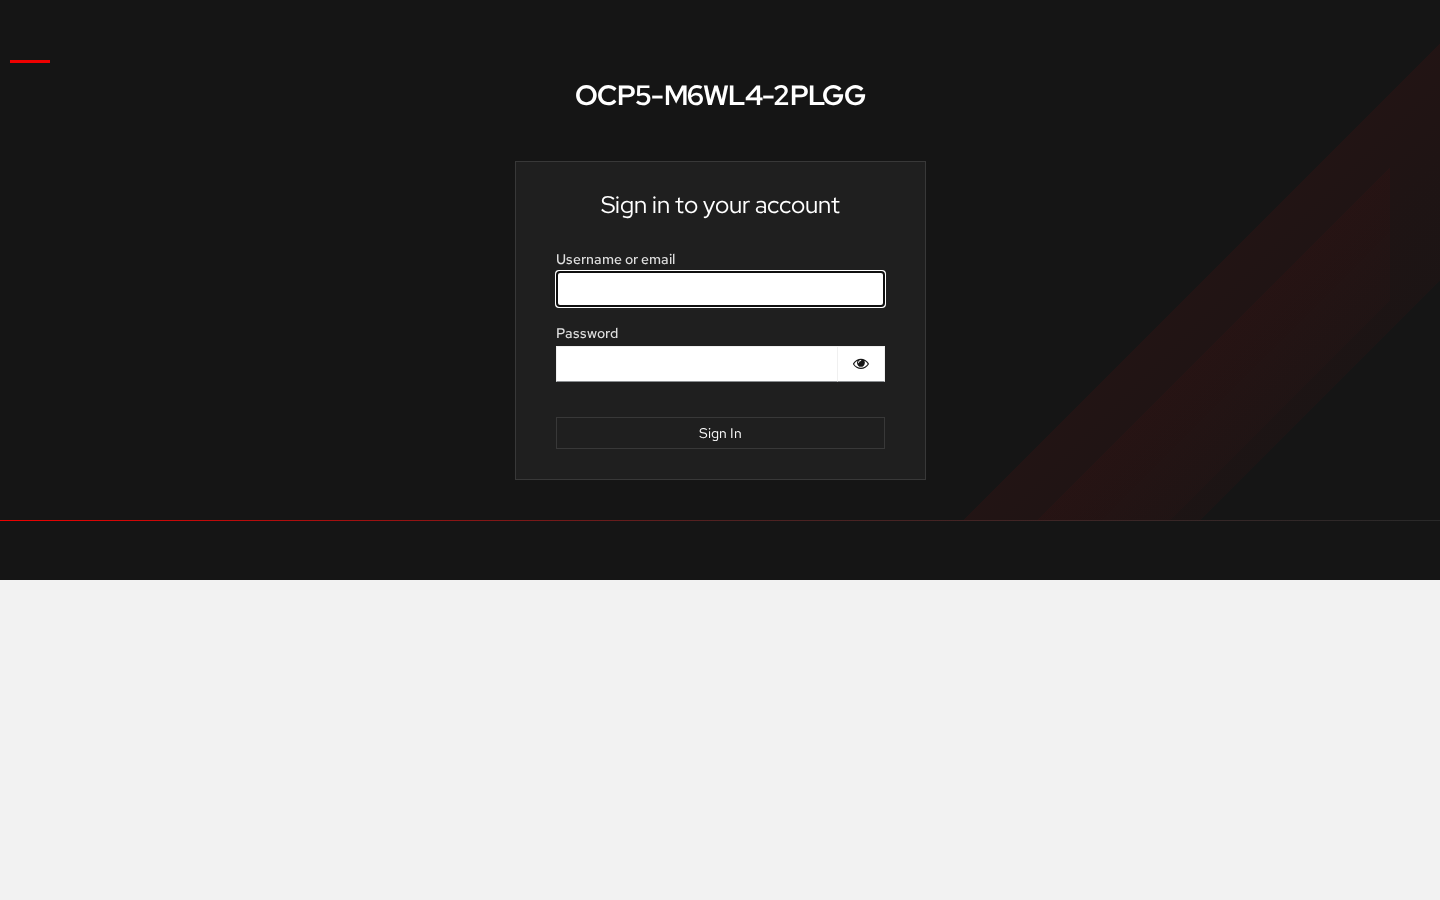 OCP5-M6WL4-2PLGG
Sign in to your account
Username or email
Password
Sign In